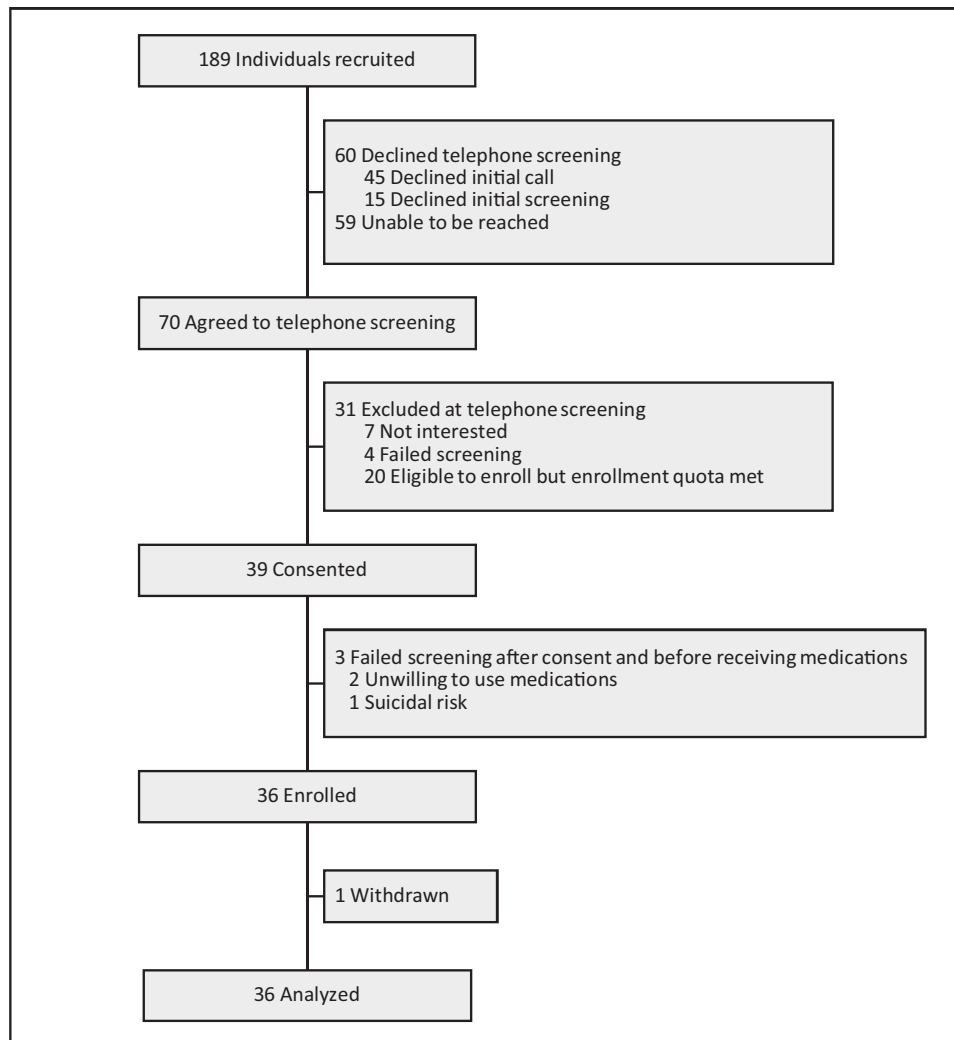 189 Individuals recruited
60 Declined telephone screening
45 Declined initial call
15 Declined initial screening
59 Unable to be reached
70 Agreed to telephone screening
31 Excluded at telephone screening
7 Not interested
4 Failed screening
20 Eligible to enroll but enrollment quota met
39 Consented
3 Failed screening after consent and before receiving medications
2 Unwilling to use medications
1 Suicidal risk
36 Enrolled
1 Withdrawn
36 Analyzed